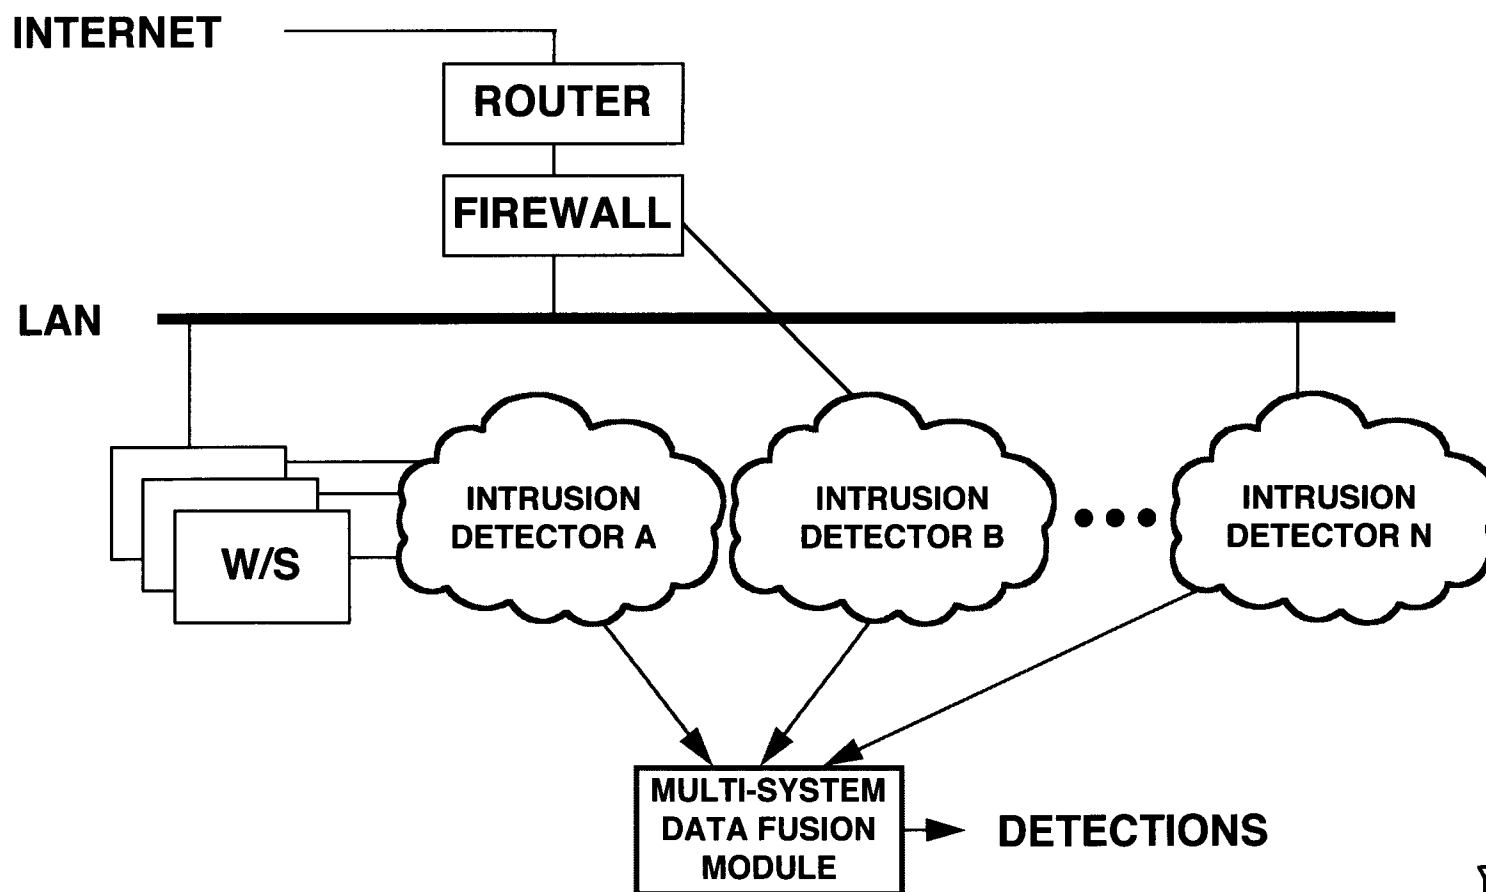 INTERNET
ROUTER
FIREWALL
LAN
W/S
INTRUSION
DETECTOR A
INTRUSION
DETECTOR B
INTRUSION
DETECTOR N
MULTI-SYSTEM
DATA FUSION
MODULE
DETECTIONS